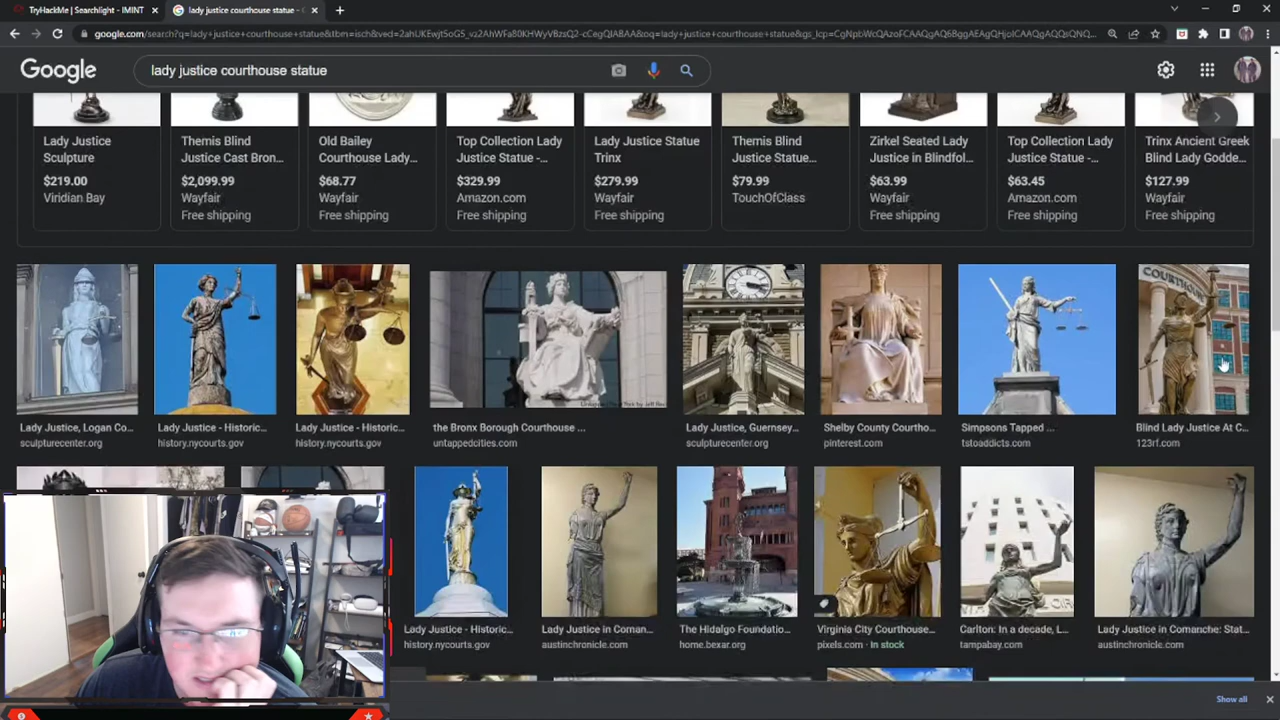 TryHackMe | Searchlight - IMINT
lady justice courthouse statue -
Google
lady justice courthouse statue
Lady Justice Sculpture
$219.00
Viridian Bay
Themis Blind Justice Cast Bron...
$2,099.99
Wayfair
Free shipping
Old Bailey Courthouse Lady...
$68.77
Wayfair
Free shipping
Top Collection Lady Justice Statue -...
$329.99
Amazon.com
Free shipping
Lady Justice Statue Trinx
$279.99
Wayfair
Free shipping
Themis Blind Justice Statue...
$79.99
TouchOfClass
Zirkel Seated Lady Justice in Blindfol...
$63.99
Wayfair
Free shipping
Top Collection Lady Justice Statue -...
$63.45
Amazon.com
Free shipping
Trinx Ancient Greek Blind Lady Godde...
$127.99
Wayfair
Free shipping
COURTHOUSE
Lady Justice, Logan Co...
sculpturecenter.org
Lady Justice - Historic...
history.nycourts.gov
Lady Justice - Historic...
history.nycourts.gov
the Bronx Borough Courthouse ...
untappedcities.com
Lady Justice, Guernsey...
sculpturecenter.org
Shelby County Courtho...
pinterest.com
Simpsons Tapped ...
tstoaddicts.com
Blind Lady Justice At C...
123rf.com
Lady Justice - Historic...
history.nycourts.gov
Lady Justice in Coman...
austinchronicle.com
The Hidalgo Foundatio...
home.bexar.org
Virginia City Courthouse...
pixels.com · In stock
Carlton: In a decade, L...
tampabay.com
Lady Justice in Comanche: Stat...
austinchronicle.com
Show all